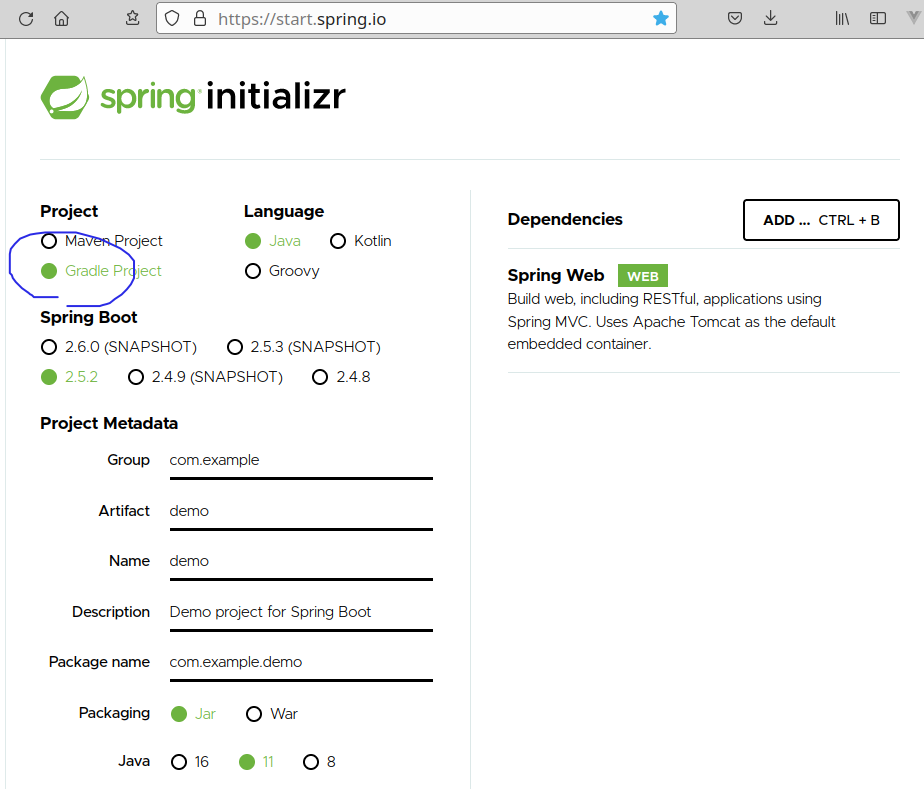 https://start.spring.io
spring initializr
Project
Maven Project
Gradle Project
Language
Java
Kotlin
Groovy
Spring Boot
2.6.0 (SNAPSHOT)
2.5.3 (SNAPSHOT)
2.5.2
2.4.9 (SNAPSHOT)
2.4.8
Project Metadata
Group com.example
Artifact demo
Name demo
Description Demo project for Spring Boot
Package name com.example.demo
Packaging Jar War
Java 16 11 8
Dependencies
ADD ... CTRL + B
Spring Web WEB
Build web, including RESTful, applications using
Spring MVC. Uses Apache Tomcat as the default
embedded container.